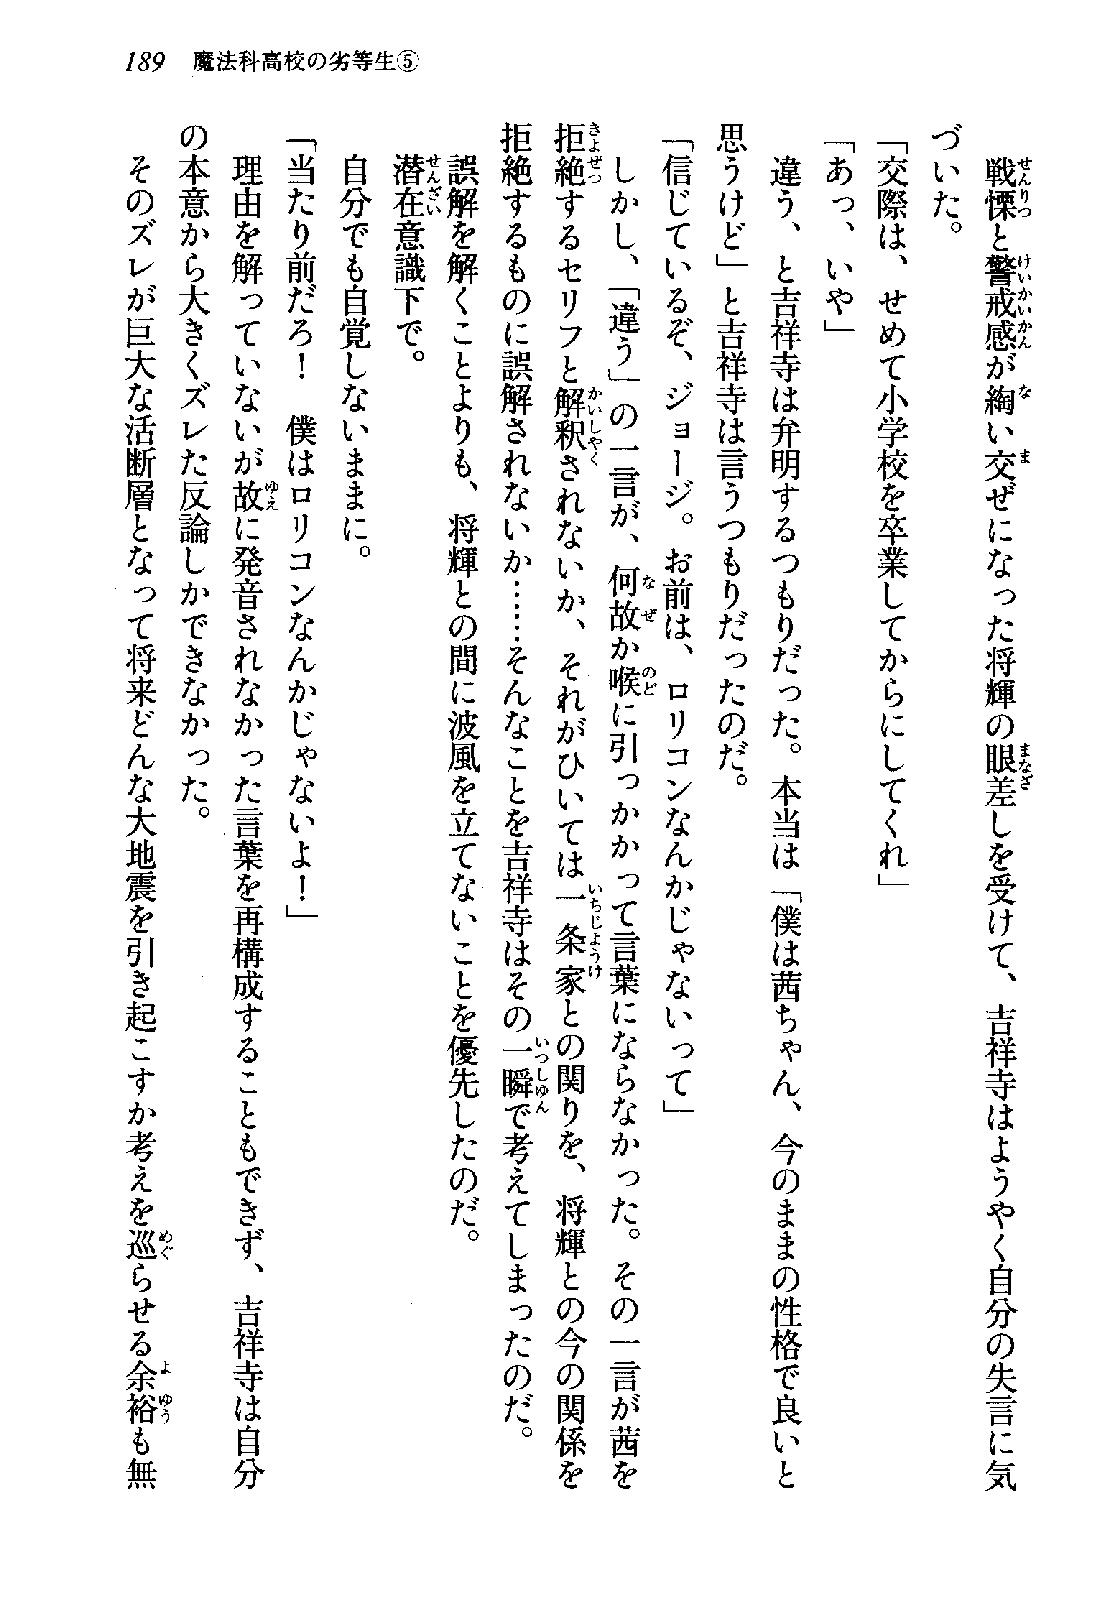 189 魔法科高校の劣等生⑤
戦慄と警戒感が綯い交ぜになった将輝の眼差しを受けて、吉祥寺はようやく自分の失言に気
づいた。
「交際は、せめて小学校を卒業してからにしてくれ」
「あっ、いや」
違う、と吉祥寺は弁明するつもりだった。本当は「僕は茜ちゃん、今のままの性格で良いと
思うけど」と吉祥寺は言うつもりだったのだ。
「信じているぞ、ジョージ。お前は、ロリコンなんかじゃないって」
しかし、「違う」の一言が、何故か喉に引っかかって言葉にならなかった。その一言が茜を
拒絶するセリフと解釈されないか、それがひいては一条家との関りを、将輝との今の関係を
拒絶するものに誤解されないか……そんなことを吉祥寺はその一瞬で考えてしまったのだ。
誤解を解くことよりも、将輝との間に波風を立てないことを優先したのだ。
潜在意識下で。
自分でも自覚しないままに。
「当たり前だろ！　僕はロリコンなんかじゃないよ！」
理由を解っていないが故に発音されなかった言葉を再構成することもできず、吉祥寺は自分
の本意から大きくズレた反論しかできなかった。
そのズレが巨大な活断層となって将来どんな大地震を引き起こすか考えを巡らせる余裕も無